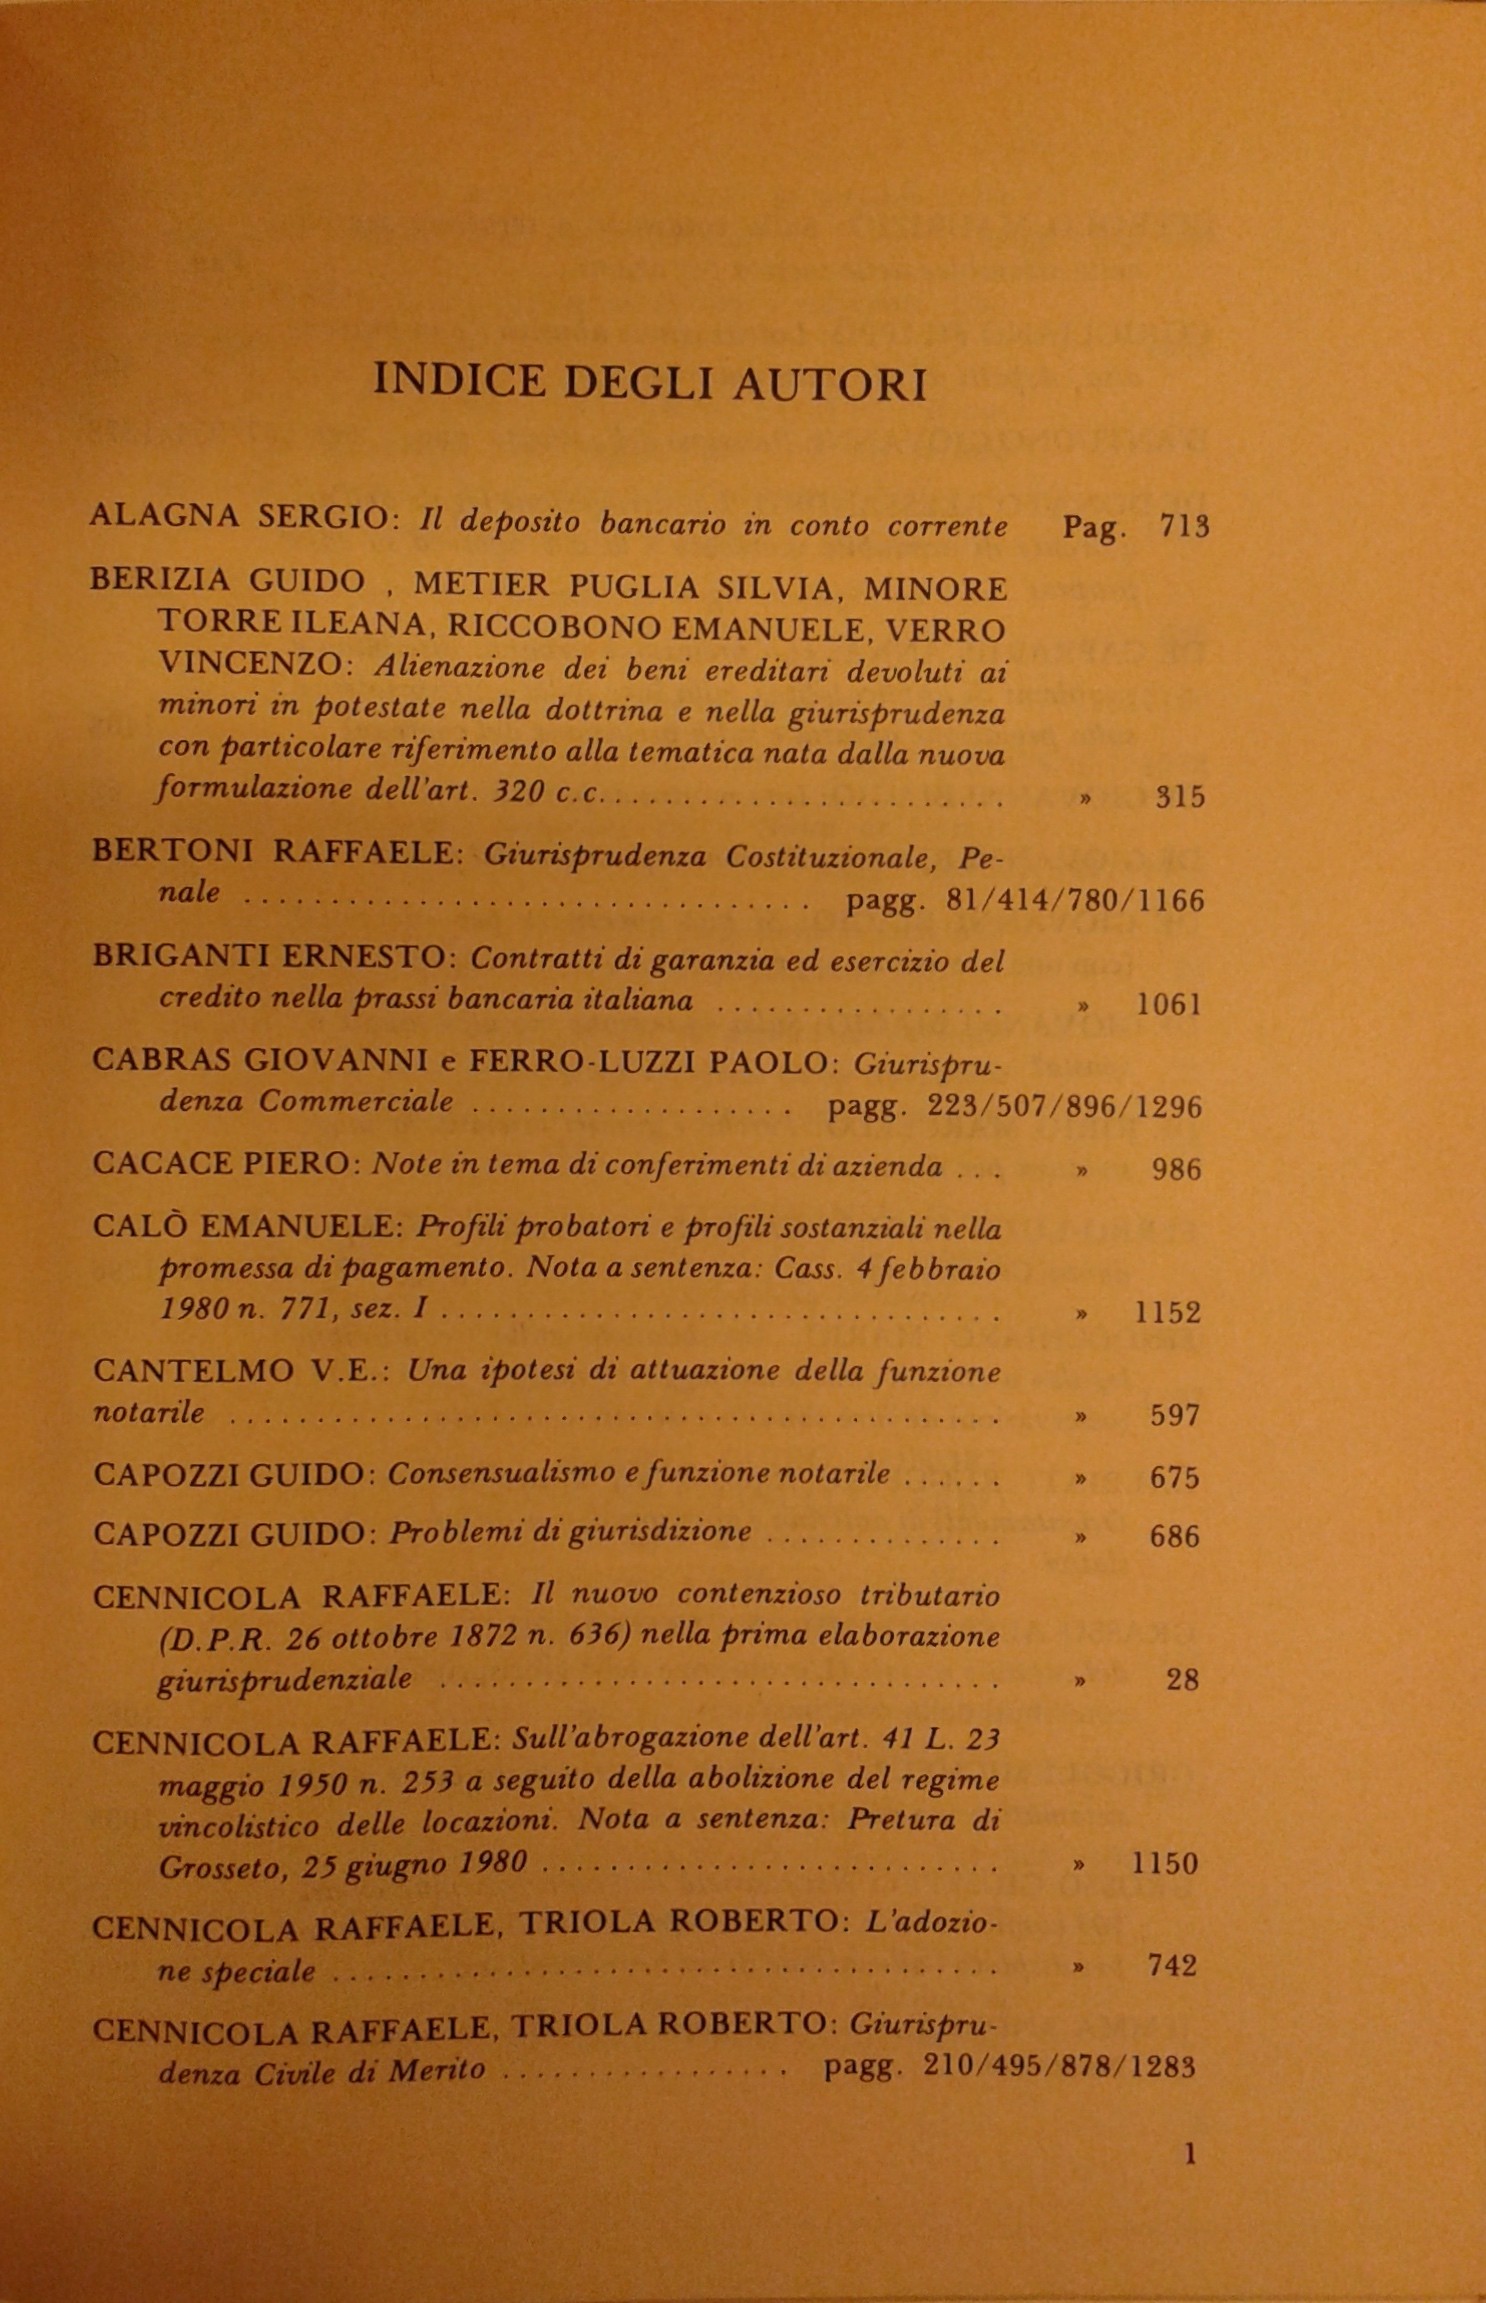 INDICE DEGLI AUTORI
ALAGNA SERGIO: Il deposito bancario in conto corrente Pag. 713
BERIZIA GUIDO , METIER PUGLIA SILVIA, MINORE
TORRE ILEANA, RICCOBONO EMANUELE, VERRO
VINCENZO: Alienazione dei beni ereditari devoluti ai
minori in potestate nella dottrina e nella giurisprudenza
con particolare riferimento alla tematica nata dalla nuova
formulazione dell'art. 320 c.c. . . . . . . . . . . . . . . . . . . . . . . . » 315
BERTONI RAFFAELE: Giurisprudenza Costituzionale, Pe-
nale . . . . . . . . . . . . . . . . . . . . . . . . . . . . . . . . . pagg. 81/414/780/1166
BRIGANTI ERNESTO: Contratti di garanzia ed esercizio del
credito nella prassi bancaria italiana . . . . . . . . . . . . . . . . . » 1061
CABRAS GIOVANNI e FERRO-LUZZI PAOLO: Giurispru-
denza Commerciale . . . . . . . . . . . . . . . . . . . pagg. 223/507/896/1296
CACACE PIERO: Note in tema di conferimenti di azienda . . . » 986
CALÒ EMANUELE: Profili probatori e profili sostanziali nella
promessa di pagamento. Nota a sentenza: Cass. 4 febbraio
1980 n. 771, sez. I . . . . . . . . . . . . . . . . . . . . . . . . . . . . . . . . . » 1152
CANTELMO V.E.: Una ipotesi di attuazione della funzione
notarile . . . . . . . . . . . . . . . . . . . . . . . . . . . . . . . . . . . . . . . . . . . . . » 597
CAPOZZI GUIDO: Consensualismo e funzione notarile . . . . . . » 675
CAPOZZI GUIDO: Problemi di giurisdizione . . . . . . . . . . . . . . » 686
CENNICOLA RAFFAELE: Il nuovo contenzioso tributario
(D.P.R. 26 ottobre 1872 n. 636) nella prima elaborazione
giurisprudenziale . . . . . . . . . . . . . . . . . . . . . . . . . . . . . . . . . » 28
CENNICOLA RAFFAELE: Sull'abrogazione dell'art. 41 L. 23
maggio 1950 n. 253 a seguito della abolizione del regime
vincolistico delle locazioni. Nota a sentenza: Pretura di
Grosseto, 25 giugno 1980 . . . . . . . . . . . . . . . . . . . . . . . . . . . » 1150
CENNICOLA RAFFAELE, TRIOLA ROBERTO: L'adozio-
ne speciale . . . . . . . . . . . . . . . . . . . . . . . . . . . . . . . . . . . . . . . » 742
CENNICOLA RAFFAELE, TRIOLA ROBERTO: Giurispru-
denza Civile di Merito . . . . . . . . . . . . . . . . . pagg. 210/495/878/1283
1